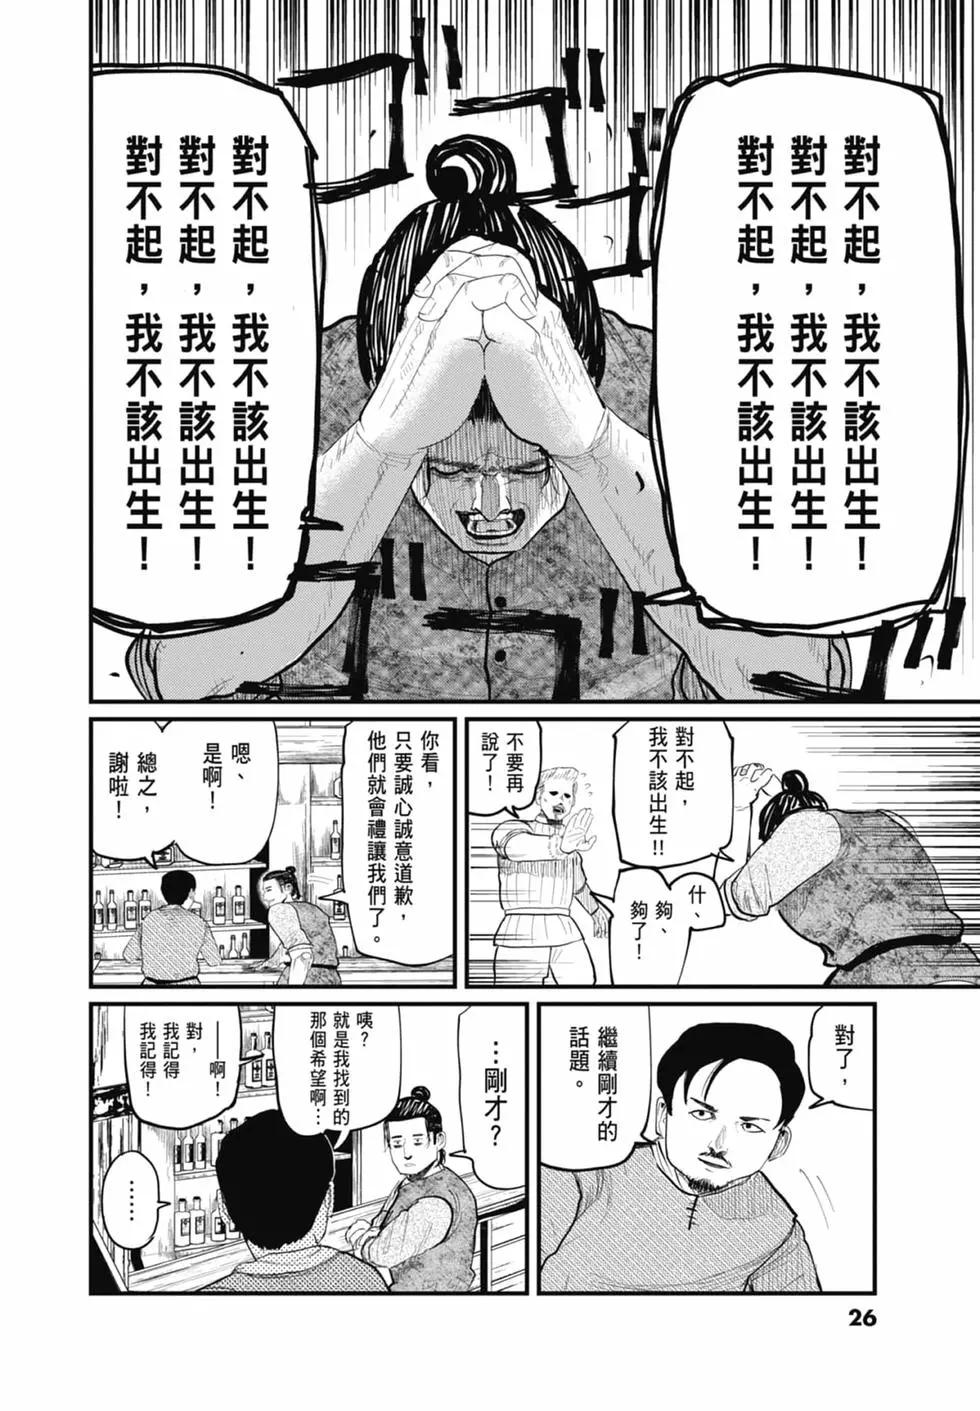 對不起，我不該出生！
對不起，我不該出生！
對不起，我不該出生！
對不起，我不該出生！
對不起，我不該出生！
對不起，我不該出生！
ゴゴゴ
ゴ
ゴ
對不起，
我不該出生!!
什、
夠、
夠了！
不要再
說了！
你看，
只要誠心誠意道歉，
他們就會禮讓我們了。
嗯、
是啊！
總之，
謝啦！
對了，
繼續剛才的
話題。
…剛才？
咦？
就是我找到的
那個希望啊…
——啊！
對，
我記得
我記得！
……
26